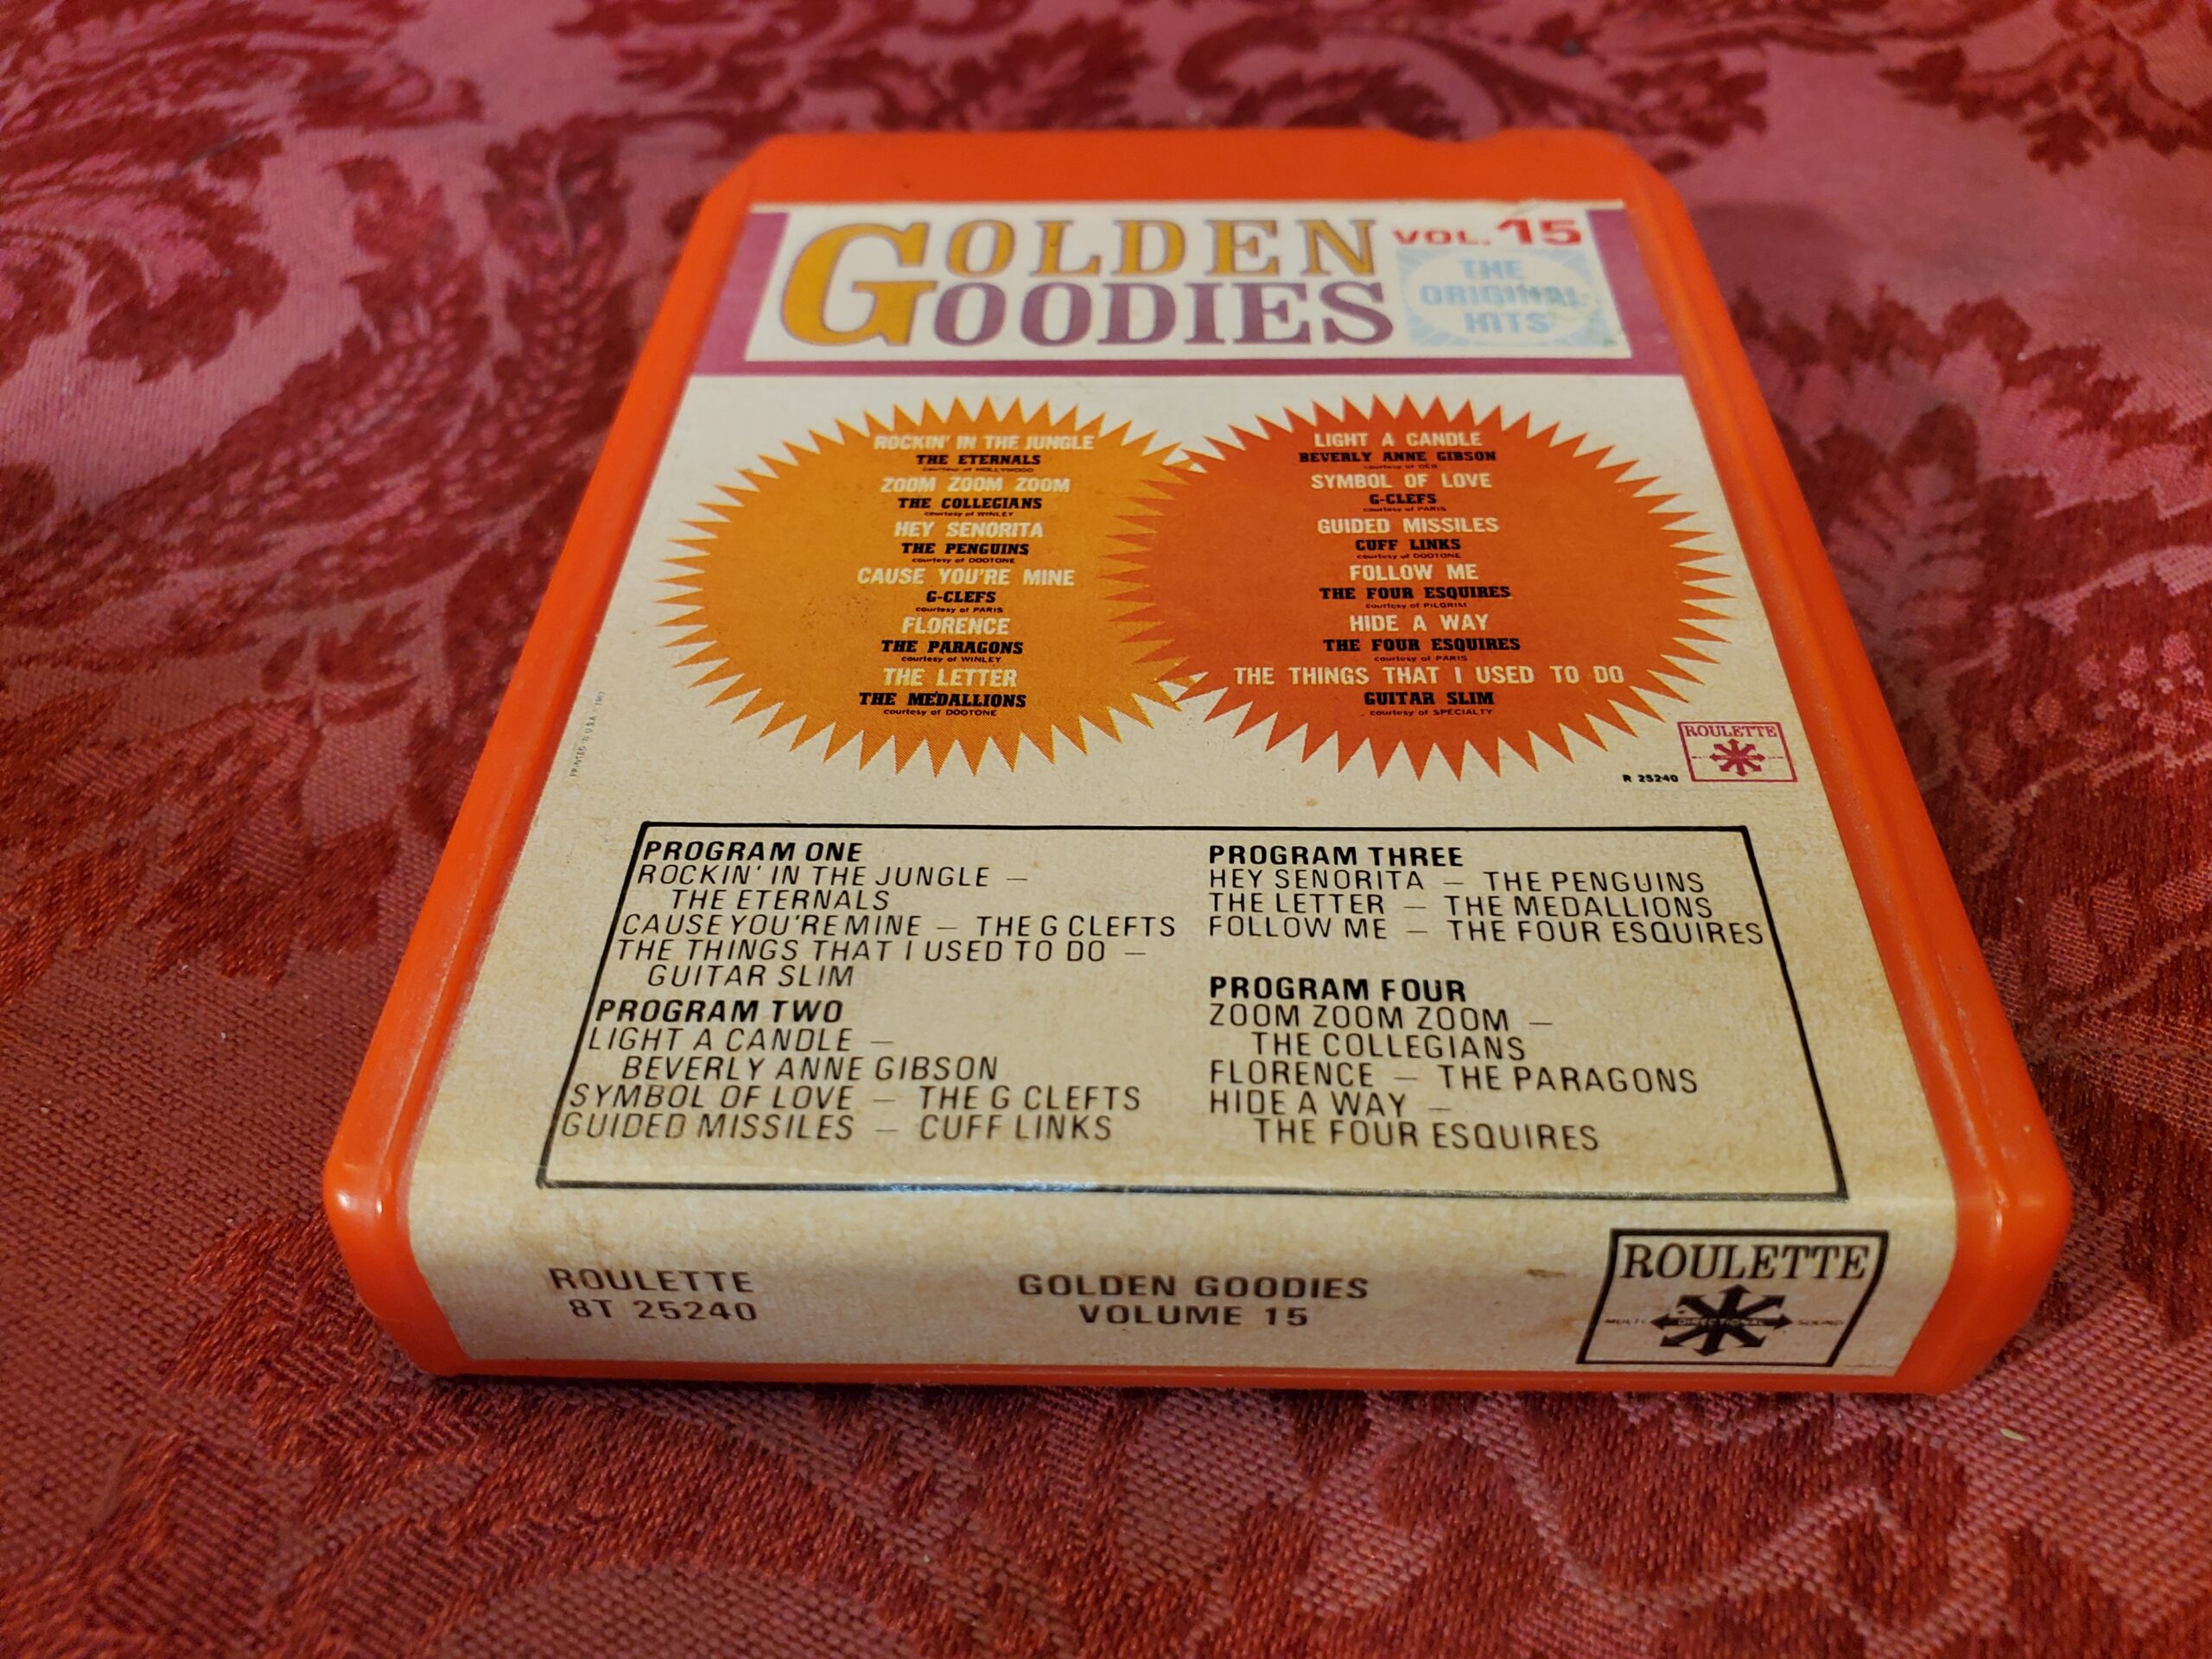 GOLDEN
GOODIES
VOL. 15
THE
ORIGINAL
HITS
ROCKIN' IN THE JUNGLE
THE ETERNALS
courtesy of HOLLYWOOD
ZOOM ZOOM ZOOM
THE COLLEGIANS
courtesy of WINLEY
HEY SENORITA
THE PENGUINS
courtesy of DOOTONE
CAUSE YOU'RE MINE
G-CLEFS
courtesy of PARIS
FLORENCE
THE PARAGONS
courtesy of WINLEY
THE LETTER
THE MEDALLIONS
courtesy of DOOTONE
LIGHT A CANDLE
BEVERLY ANNE GIBSON
courtesy of DEB
SYMBOL OF LOVE
G-CLEFS
courtesy of PARIS
GUIDED MISSILES
CUFF LINKS
courtesy of DOOTONE
FOLLOW ME
THE FOUR ESQUIRES
courtesy of PILGRIM
HIDE A WAY
THE FOUR ESQUIRES
courtesy of PARIS
THE THINGS THAT I USED TO DO
GUITAR SLIM
courtesy of SPECIALTY
PRINTED IN U.S.A.
R 25240
ROULETTE
PROGRAM ONE
ROCKIN' IN THE JUNGLE —
THE ETERNALS
CAUSE YOU'RE MINE — THE G CLEFTS
THE THINGS THAT I USED TO DO —
GUITAR SLIM
PROGRAM TWO
LIGHT A CANDLE —
BEVERLY ANNE GIBSON
SYMBOL OF LOVE — THE G CLEFTS
GUIDED MISSILES — CUFF LINKS
PROGRAM THREE
HEY SENORITA — THE PENGUINS
THE LETTER — THE MEDALLIONS
FOLLOW ME — THE FOUR ESQUIRES
PROGRAM FOUR
ZOOM ZOOM ZOOM —
THE COLLEGIANS
FLORENCE — THE PARAGONS
HIDE A WAY —
THE FOUR ESQUIRES
ROULETTE
8T 25240
GOLDEN GOODIES
VOLUME 15
ROULETTE
MULTI DIRECTIONAL SOUND